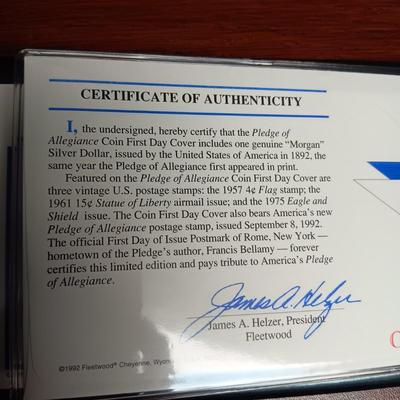 CERTIFICATE OF AUTHENTICITY
I, the undersigned, hereby certify that the Pledge of
Allegiance Coin First Day Cover includes one genuine “Morgan”
Silver Dollar, issued by the United States of America in 1892, the
same year the Pledge of Allegiance first appeared in print.
Featured on the Pledge of Allegiance Coin First Day Cover are
three vintage U.S. postage stamps: the 1957 4¢ Flag stamp; the
1961 15¢ Statue of Liberty airmail issue; and the 1975 Eagle and
Shield issue. The Coin First Day Cover also bears America's new
Pledge of Allegiance postage stamp, issued September 8, 1992.
The official First Day of Issue Postmark of Rome, New York —
hometown of the Pledge's author, Francis Bellamy — forever
certifies this limited edition and pays tribute to America's Pledge
of Allegiance.
James A. Helzer
James A. Helzer, President
Fleetwood
©1992 Fleetwood® Cheyenne, Wyom